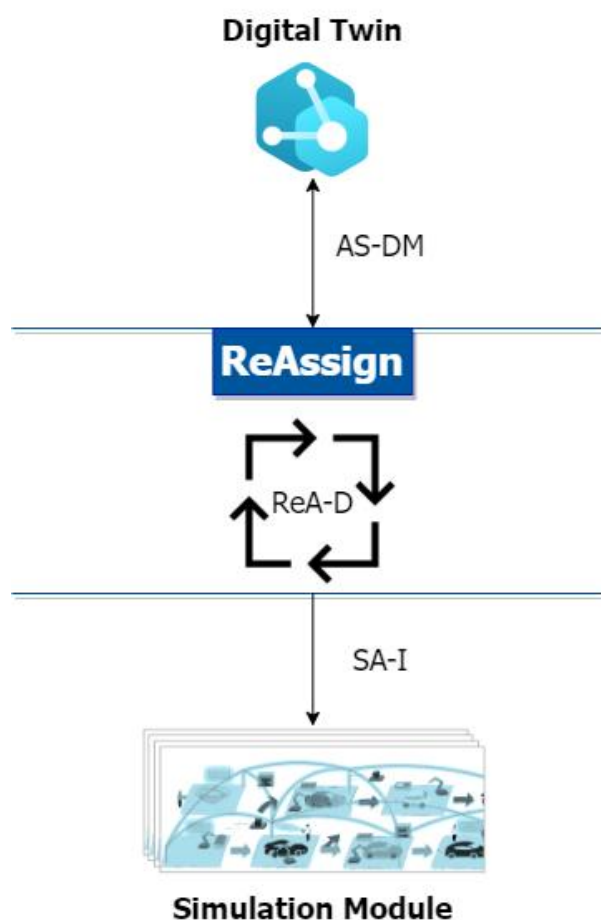 Digital Twin
AS-DM
ReAssign
ReA-D
SA-I
Simulation Module